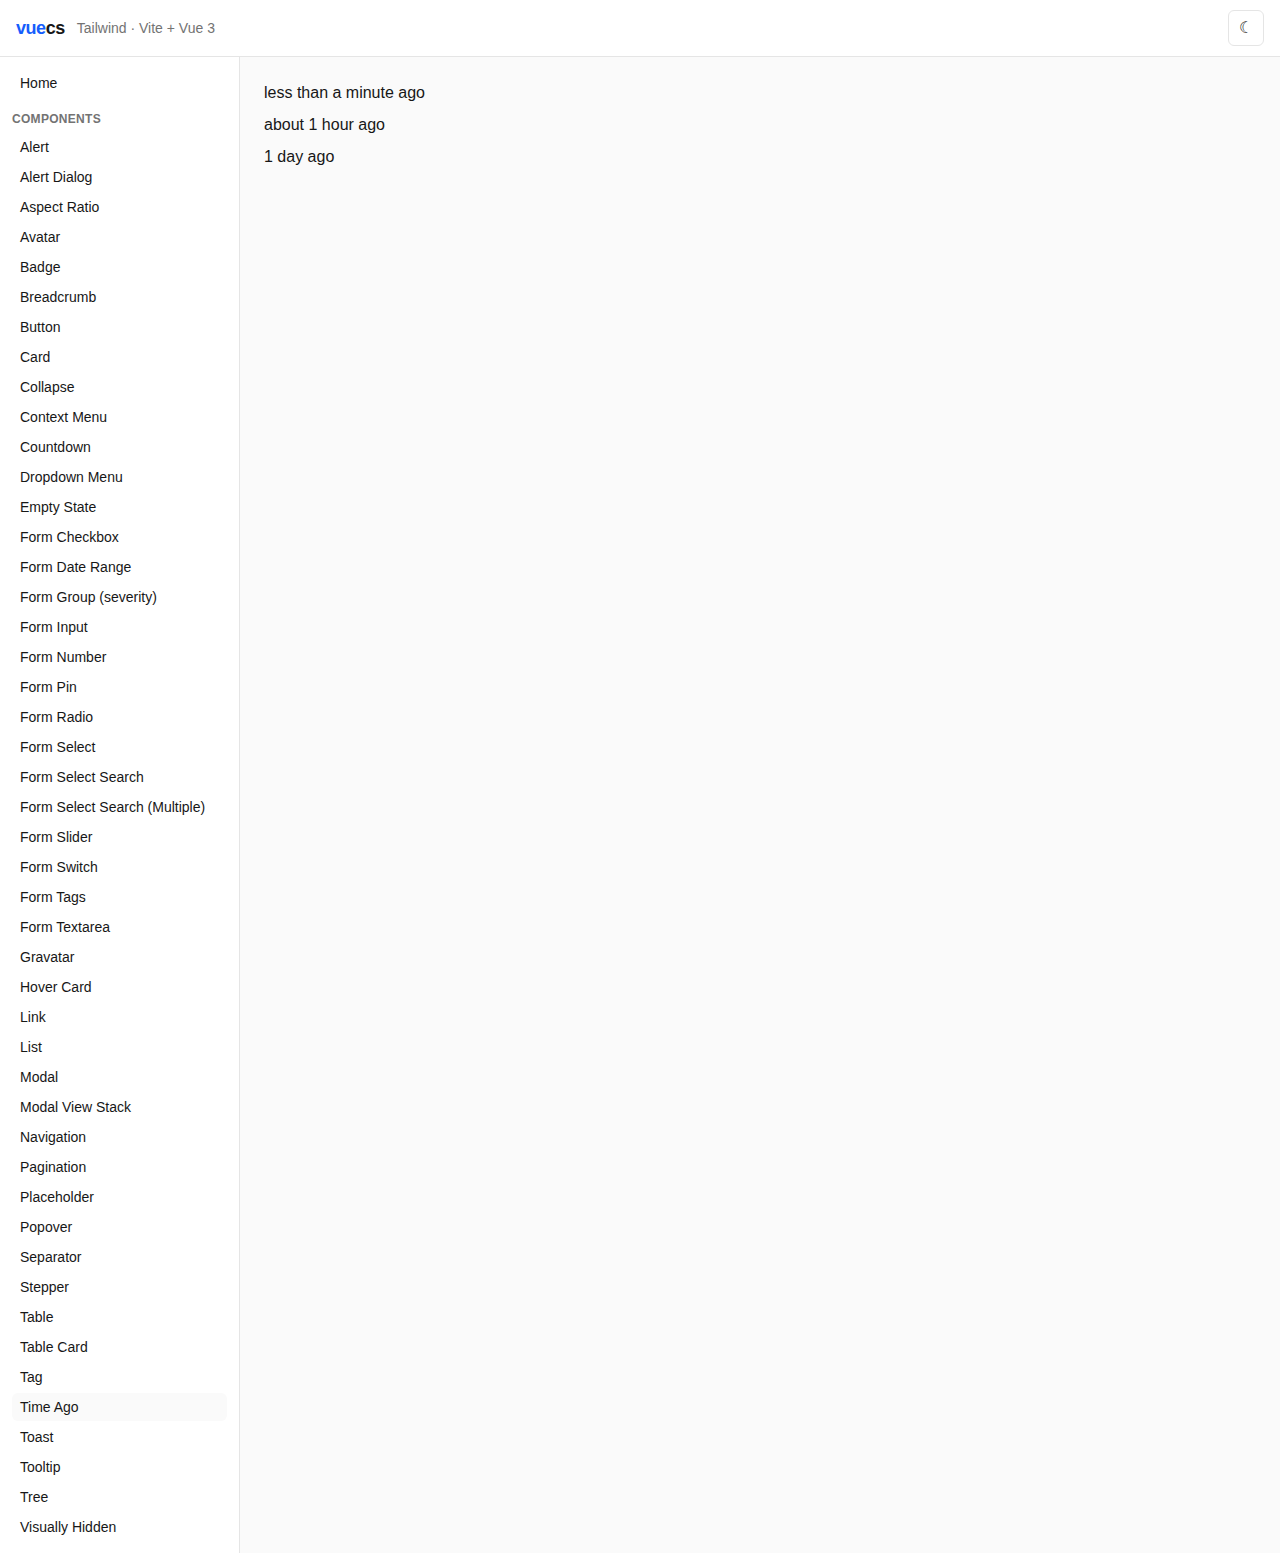 vuecs Tailwind · Vite + Vue 3
Home
COMPONENTS
Alert
Alert Dialog
Aspect Ratio
Avatar
Badge
Breadcrumb
Button
Card
Collapse
Context Menu
Countdown
Dropdown Menu
Empty State
Form Checkbox
Form Date Range
Form Group (severity)
Form Input
Form Number
Form Pin
Form Radio
Form Select
Form Select Search
Form Select Search (Multiple)
Form Slider
Form Switch
Form Tags
Form Textarea
Gravatar
Hover Card
Link
List
Modal
Modal View Stack
Navigation
Pagination
Placeholder
Popover
Separator
Stepper
Table
Table Card
Tag
Time Ago
Toast
Tooltip
Tree
Visually Hidden
less than a minute ago
about 1 hour ago
1 day ago